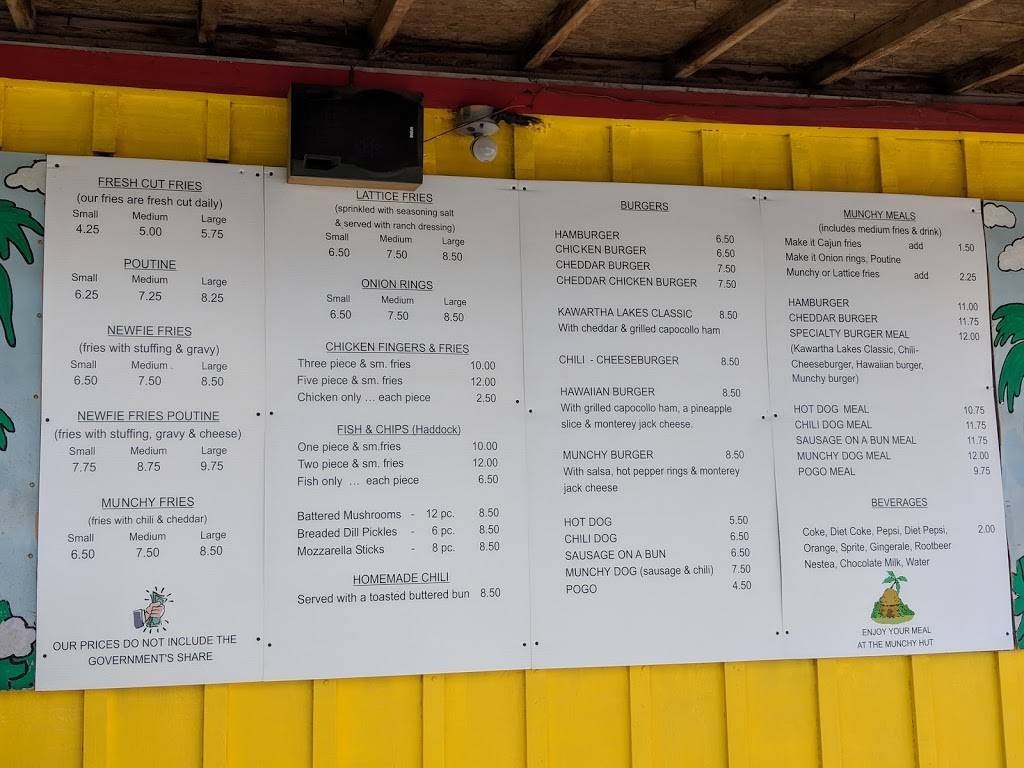 FRESH CUT FRIES
(our fries are fresh cut daily)
Small Medium Large
4.25 5.00 5.75
POUTINE
Small Medium Large
6.25 7.25 8.25
NEWFIE FRIES
(fries with stuffing & gravy)
Small Medium . Large
6.50 7.50 8.50
NEWFIE FRIES POUTINE
(fries with stuffing, gravy & cheese)
Small Medium Large
7.75 8.75 9.75
MUNCHY FRIES
(fries with chili & cheddar)
Small Medium Large
6.50 7.50 8.50
OUR PRICES DO NOT INCLUDE THE
GOVERNMENT'S SHARE
LATTICE FRIES
(sprinkled with seasoning salt
& served with ranch dressing)
Small Medium Large
6.50 7.50 8.50
ONION RINGS
Small Medium Large
6.50 7.50 8.50
CHICKEN FINGERS & FRIES
Three piece & sm. fries 10.00
Five piece & sm. fries 12.00
Chicken only ... each piece 2.50
FISH & CHIPS (Haddock)
One piece & sm.fries 10.00
Two piece & sm. fries 12.00
Fish only ... each piece 6.50
Battered Mushrooms - 12 pc. 8.50
Breaded Dill Pickles - 6 pc. 8.50
Mozzarella Sticks - 8 pc. 8.50
HOMEMADE CHILI
Served with a toasted buttered bun 8.50
BURGERS
HAMBURGER 6.50
CHICKEN BURGER 6.50
CHEDDAR BURGER 7.50
CHEDDAR CHICKEN BURGER 7.50
KAWARTHA LAKES CLASSIC 8.50
With cheddar & grilled capocollo ham
CHILI - CHEESEBURGER 8.50
HAWAIIAN BURGER 8.50
With grilled capocollo ham, a pineapple
slice & monterey jack cheese.
MUNCHY BURGER 8.50
With salsa, hot pepper rings & monterey
jack cheese
HOT DOG 5.50
CHILI DOG 6.50
SAUSAGE ON A BUN 6.50
MUNCHY DOG (sausage & chili) 7.50
POGO 4.50
MUNCHY MEALS
(includes medium fries & drink)
Make it Cajun fries add 1.50
Make it Onion rings, Poutine
Munchy or Lattice fries add 2.25
HAMBURGER 11.00
CHEDDAR BURGER 11.75
SPECIALTY BURGER MEAL 12.00
(Kawartha Lakes Classic, Chili-
Cheeseburger, Hawaiian burger,
Munchy burger)
HOT DOG MEAL 10.75
CHILI DOG MEAL 11.75
SAUSAGE ON A BUN MEAL 11.75
MUNCHY DOG MEAL 12.00
POGO MEAL 9.75
BEVERAGES
Coke, Diet Coke, Pepsi, Diet Pepsi, 2.00
Orange, Sprite, Gingerale, Rootbeer
Nestea, Chocolate Milk, Water
ENJOY YOUR MEAL
AT THE MUNCHY HUT